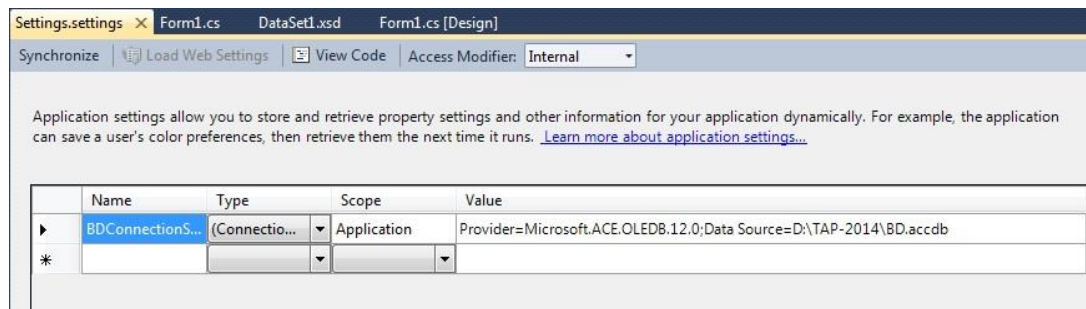 Settings.settings Form1.cs DataSet1.xsd Form1.cs [Design]
Synchronize Load Web Settings View Code Access Modifier: Internal
Application settings allow you to store and retrieve property settings and other information for your application dynamically. For example, the application
can save a user's color preferences, then retrieve them the next time it runs. Learn more about application settings...
Name Type Scope Value
BDConnectionS... (Connectio... Application Provider=Microsoft.ACE.OLEDB.12.0;Data Source=D:\TAP-2014\BD.accdb